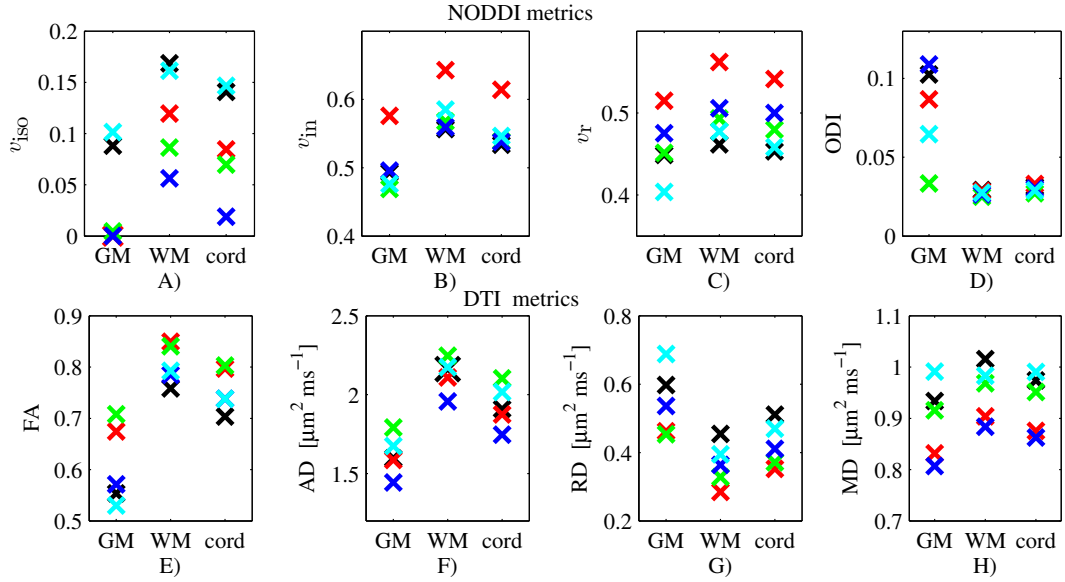 NODDI metrics
0.2
0.15
0.1
0.05
0
v_iso
GM WM cord
A)
0.6
0.5
0.4
v_in
GM WM cord
B)
0.5
0.4
v_r
GM WM cord
C)
0.1
0.05
0
ODI
GM WM cord
D)
DTI metrics
0.9
0.8
0.7
0.6
0.5
FA
GM WM cord
E)
2.5
2
1.5
AD [μm² ms⁻¹]
GM WM cord
F)
0.8
0.6
0.4
0.2
RD [μm² ms⁻¹]
GM WM cord
G)
1.1
1
0.9
0.8
0.7
MD [μm² ms⁻¹]
GM WM cord
H)